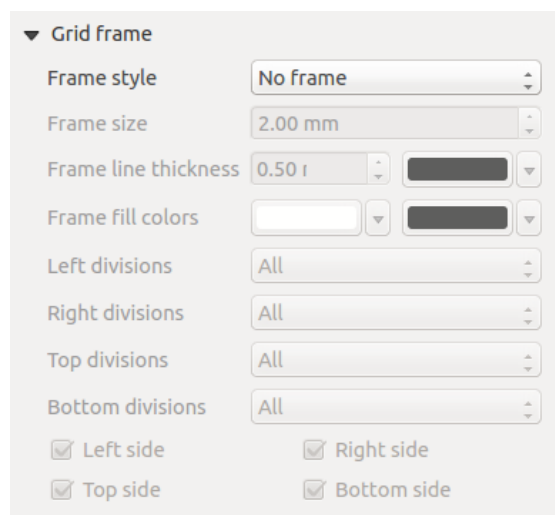 Grid frame
Frame style No frame
Frame size 2.00 mm
Frame line thickness 0.50
Frame fill colors
Left divisions All
Right divisions All
Top divisions All
Bottom divisions All
Left side Right side
Top side Bottom side